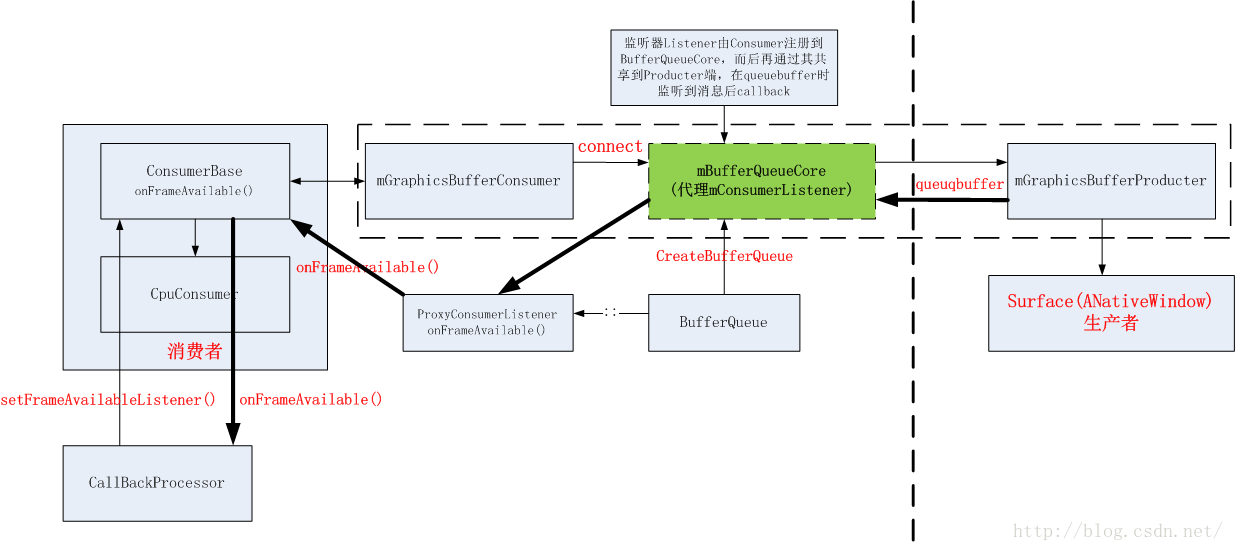 监听器Listener由Consumer注册到
BufferQueueCore，而后再通过其共
享到Producter端，在queuebuffer时
监听到消息后callback
ConsumerBase
onFrameAvailable()
mGraphicsBufferConsumer
connect
mBufferQueueCore
(代理mConsumerListener)
queuqbuffer
mGraphicsBufferProducter
CreateBufferQueue
onFrameAvailable()
CpuConsumer
消费者
ProxyConsumerListener
onFrameAvailable()
::
BufferQueue
Surface(ANativeWindow)
生产者
setFrameAvailableListener()
onFrameAvailable()
CallBackProcessor
http://blog.csdn.net/